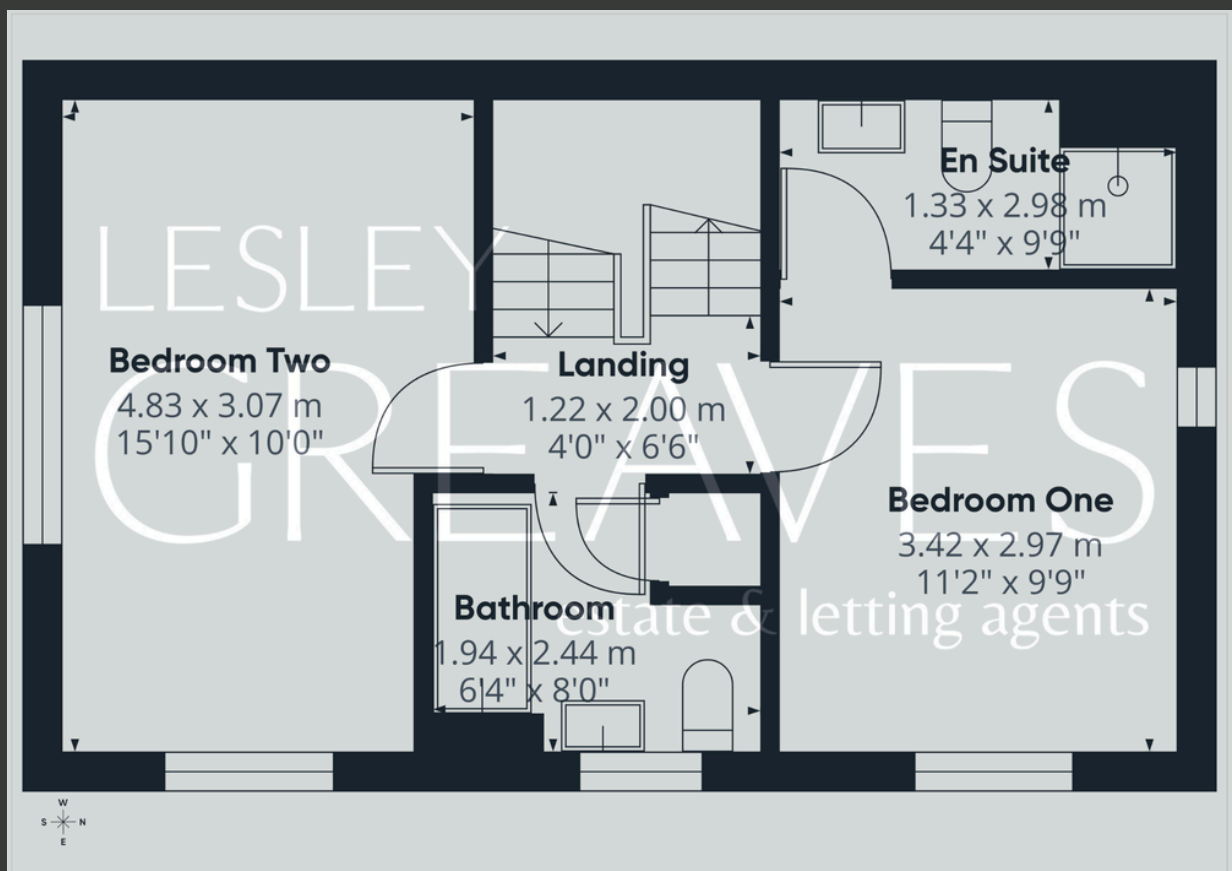 En Suite
1.33 x 2.98 m
4'4" x 9'9"
LESLEY
GREAVES
estate & letting agents
Bedroom Two
4.83 x 3.07 m
15'10" x 10'0"
Landing
1.22 x 2.00 m
4'0" x 6'6"
Bedroom One
3.42 x 2.97 m
11'2" x 9'9"
Bathroom
1.94 x 2.44 m
6'4" x 8'0"
W
S N
E